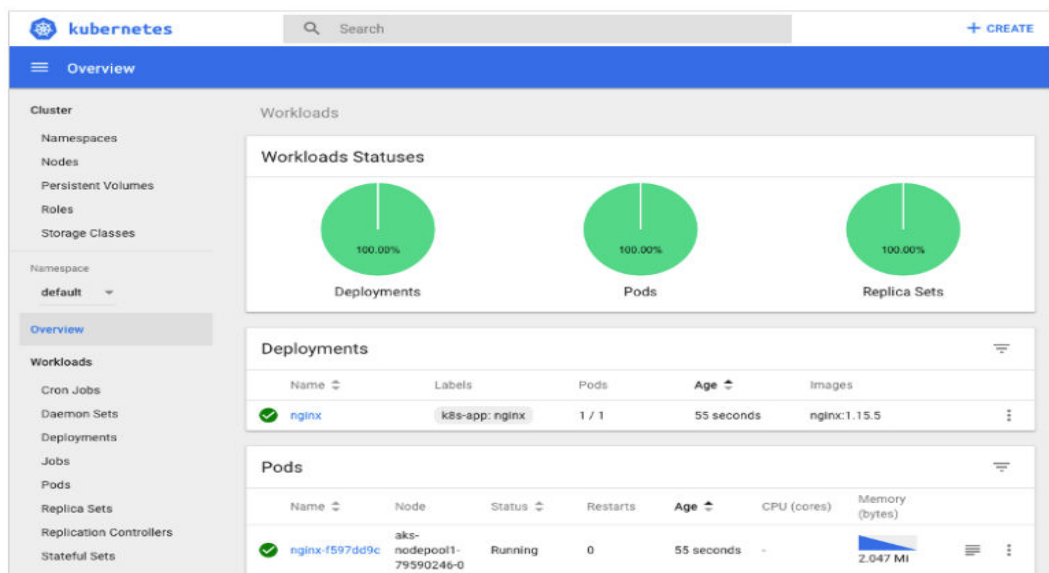 kubernetes
Search
+ CREATE
Overview
Cluster
Namespaces
Nodes
Persistent Volumes
Roles
Storage Classes
Namespace
default
Overview
Workloads
Cron Jobs
Daemon Sets
Deployments
Jobs
Pods
Replica Sets
Replication Controllers
Stateful Sets
Workloads
Workloads Statuses
100.00% 100.00% 100.00%
Deployments Pods Replica Sets
Deployments
Name Labels Pods Age Images
nginx k8s-app: nginx 1 / 1 55 seconds nginx:1.15.5
Pods
Name Node Status Restarts Age CPU (cores) Memory
(bytes)
aks-
nginx-f597dd9c nodepool1- Running 0 55 seconds -
79590246-0 2.047 Mi